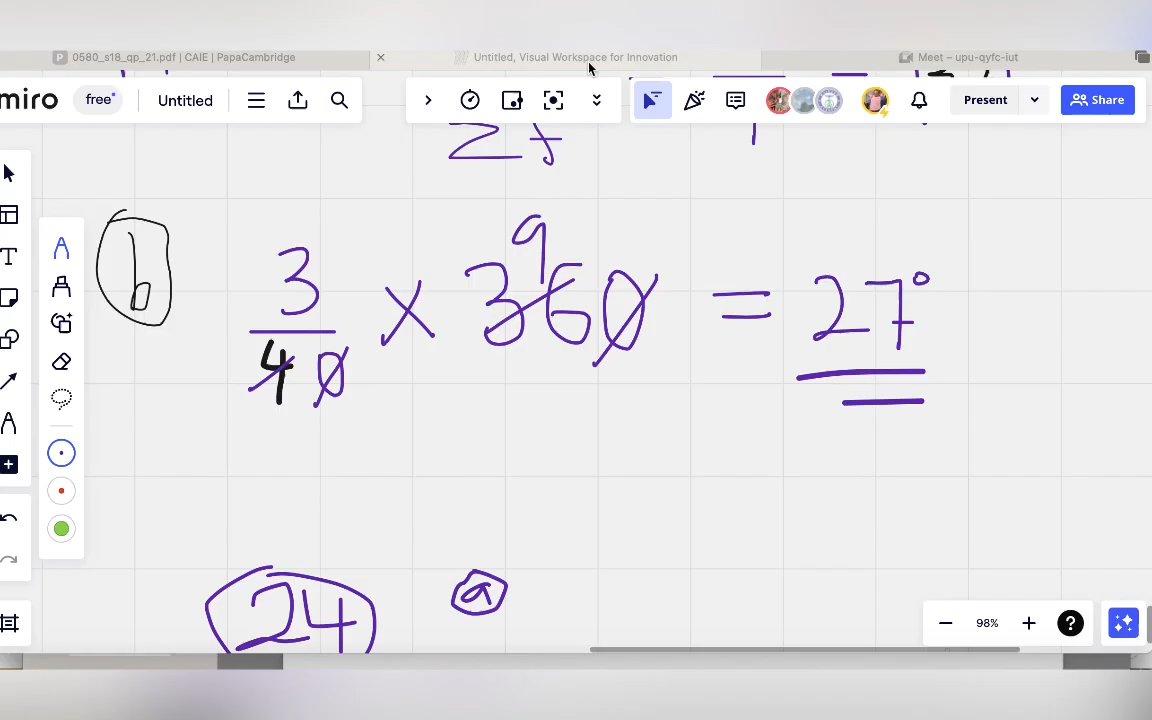 0580_s18_qp_21.pdf | CAIE | PapaCambridge
Untitled, Visual Workspace for Innovation
Meet – upu-qyfc-iut
miro free Untitled Present Share
27
b
3/40 × 360 = 27°
9
24 a
98%